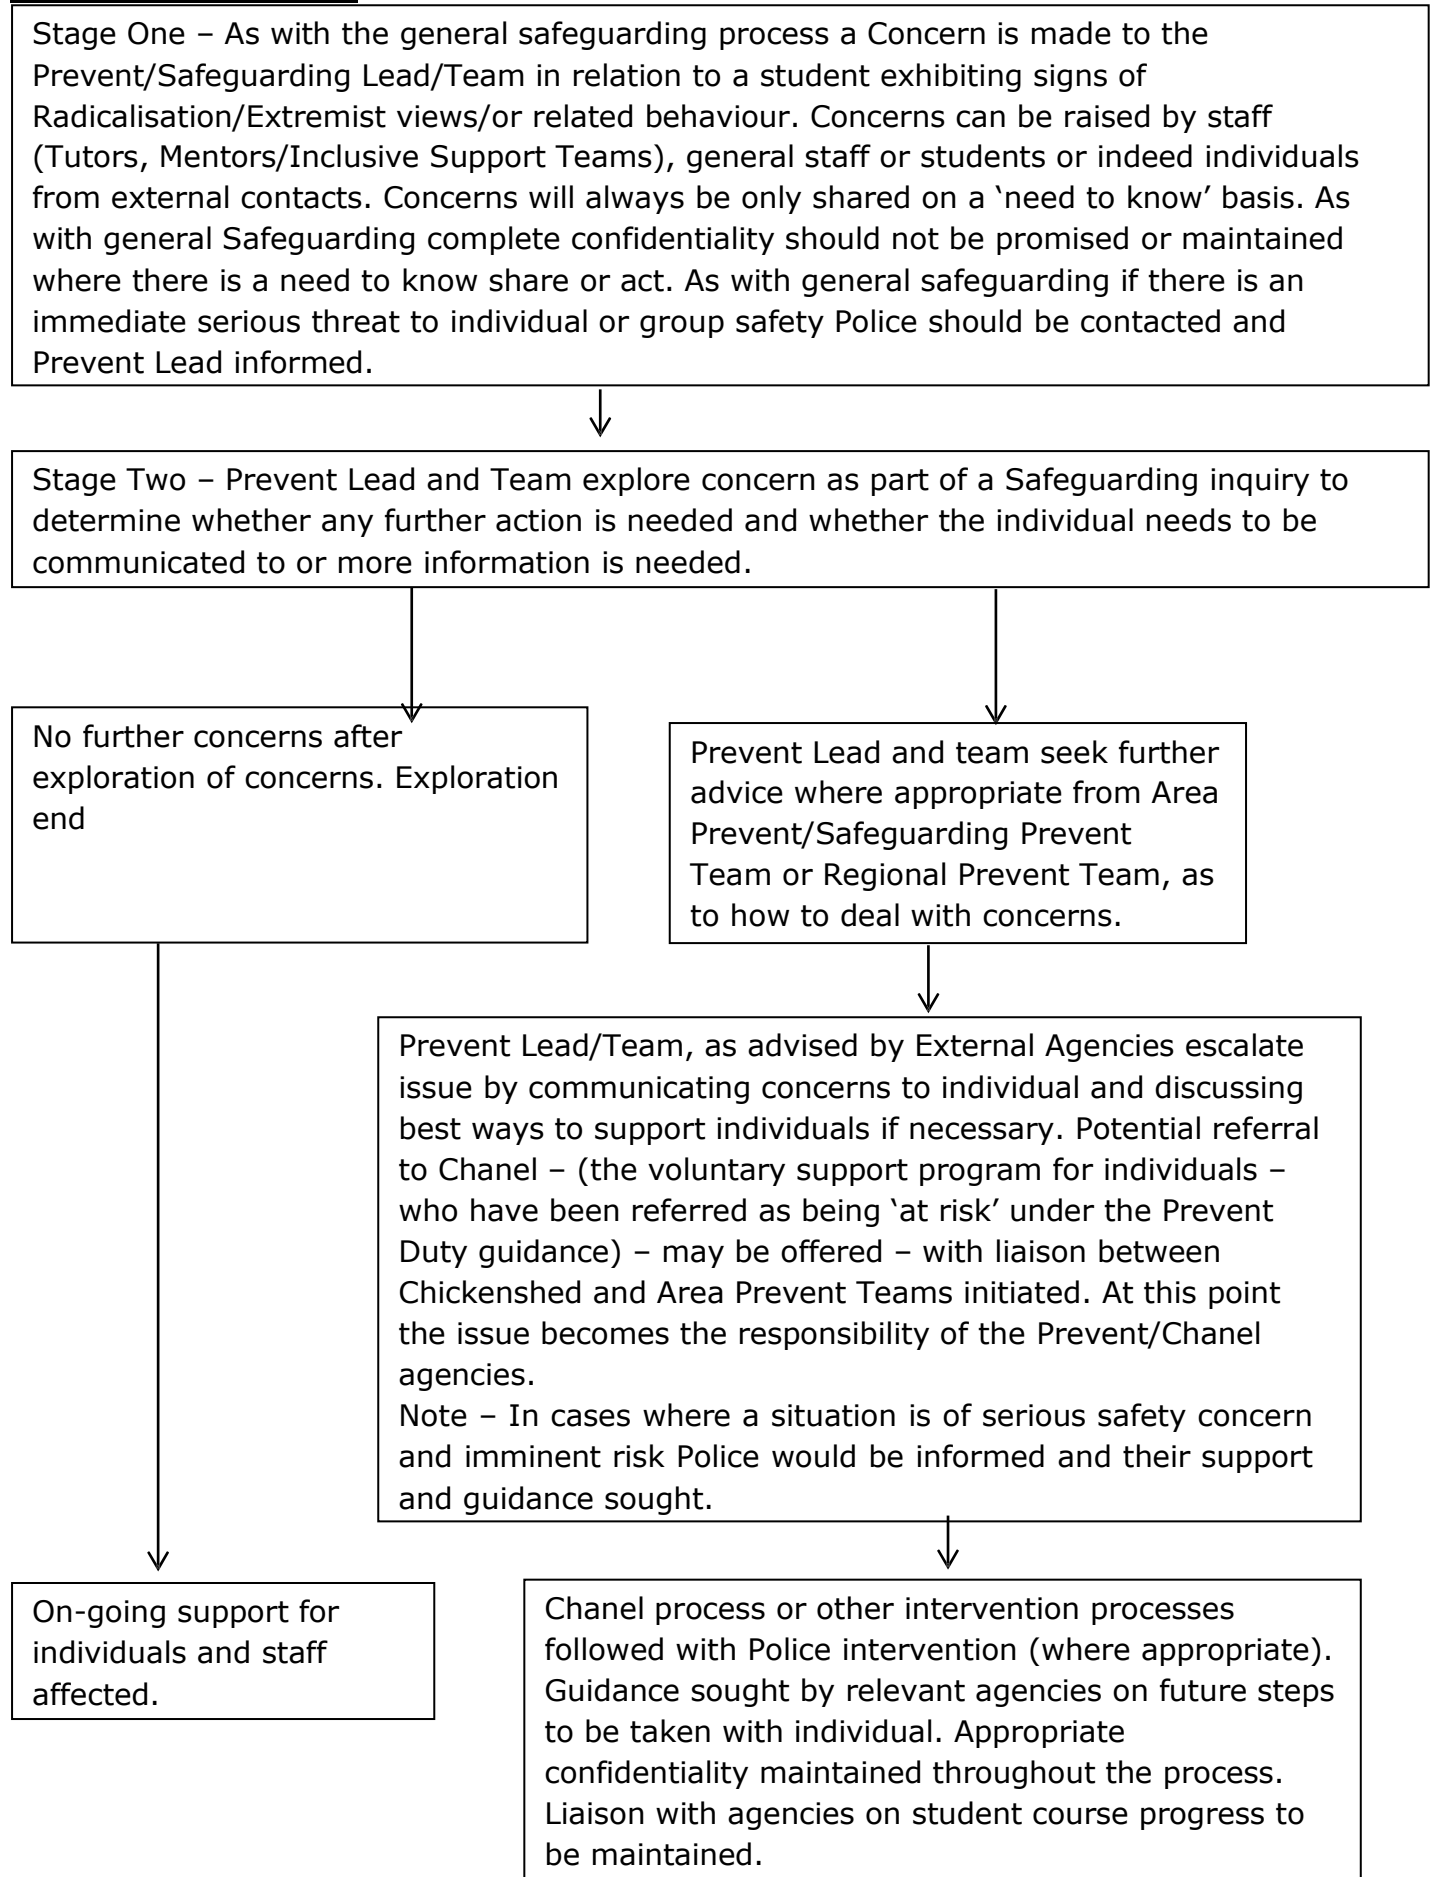 Stage One – As with the general safeguarding process a Concern is made to the
Prevent/Safeguarding Lead/Team in relation to a student exhibiting signs of
Radicalisation/Extremist views/or related behaviour. Concerns can be raised by staff
(Tutors, Mentors/Inclusive Support Teams), general staff or students or indeed individuals
from external contacts. Concerns will always be only shared on a ‘need to know’ basis. As
with general Safeguarding complete confidentiality should not be promised or maintained
where there is a need to know share or act. As with general safeguarding if there is an
immediate serious threat to individual or group safety Police should be contacted and
Prevent Lead informed.
Stage Two – Prevent Lead and Team explore concern as part of a Safeguarding inquiry to
determine whether any further action is needed and whether the individual needs to be
communicated to or more information is needed.
No further concerns after
exploration of concerns. Exploration
end
Prevent Lead and team seek further
advice where appropriate from Area
Prevent/Safeguarding Prevent
Team or Regional Prevent Team, as
to how to deal with concerns.
Prevent Lead/Team, as advised by External Agencies escalate
issue by communicating concerns to individual and discussing
best ways to support individuals if necessary. Potential referral
to Chanel – (the voluntary support program for individuals –
who have been referred as being ‘at risk’ under the Prevent
Duty guidance) – may be offered – with liaison between
Chickenshed and Area Prevent Teams initiated. At this point
the issue becomes the responsibility of the Prevent/Chanel
agencies.
Note – In cases where a situation is of serious safety concern
and imminent risk Police would be informed and their support
and guidance sought.
On-going support for
individuals and staff
affected.
Chanel process or other intervention processes
followed with Police intervention (where appropriate).
Guidance sought by relevant agencies on future steps
to be taken with individual. Appropriate
confidentiality maintained throughout the process.
Liaison with agencies on student course progress to
be maintained.